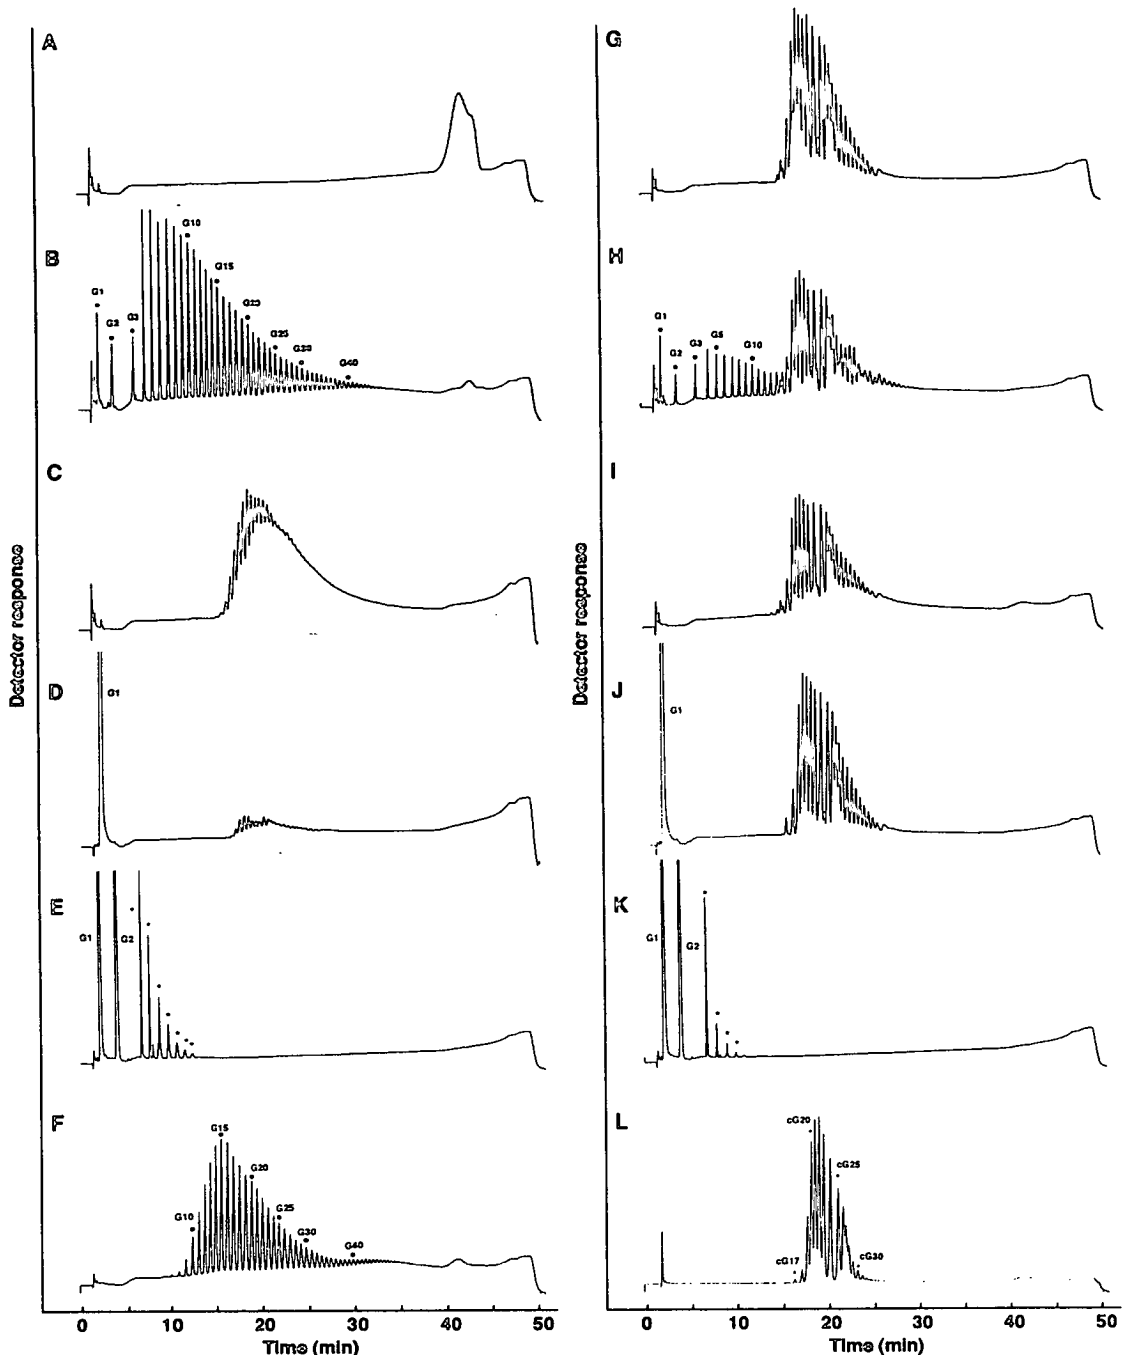 A
B
G1
G2
G3
G10
G15
G20
G25
G30
G40
C
D
G1
E
G1
G2
F
G10
G15
G20
G25
G30
G40
Detector response
0 10 20 30 40 50
Time (min)
G
H
G1
G2
G3
G5
G10
I
J
G1
K
G1
G2
L
cG17
cG20
cG25
cG30
Detector response
0 10 20 30 40 50
Time (min)